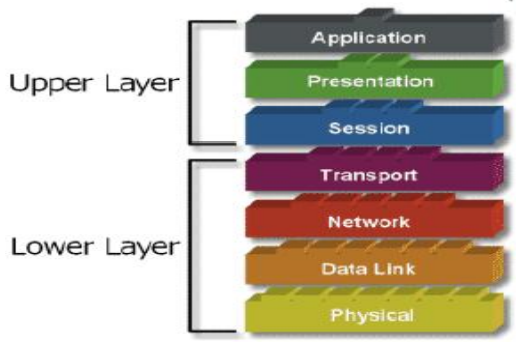 Application
Presentation
Upper Layer
Session
Transport
Network
Lower Layer
Data Link
Physical